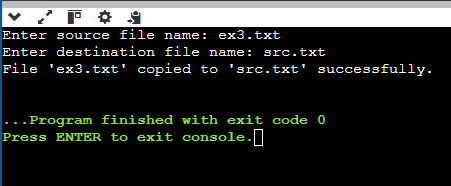 Enter source file name: ex3.txt
Enter destination file name: src.txt
File 'ex3.txt' copied to 'src.txt' successfully.
...Program finished with exit code 0
Press ENTER to exit console.